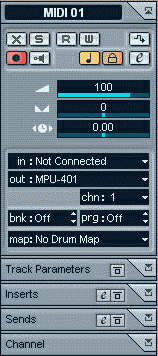 MIDI 01
X S R W
e
100
0
0.00
in : Not Connected
out : MPU-401
chn: 1
bnk: Off prg: Off
map: No Drum Map
Track Parameters
Inserts e
Sends e
Channel